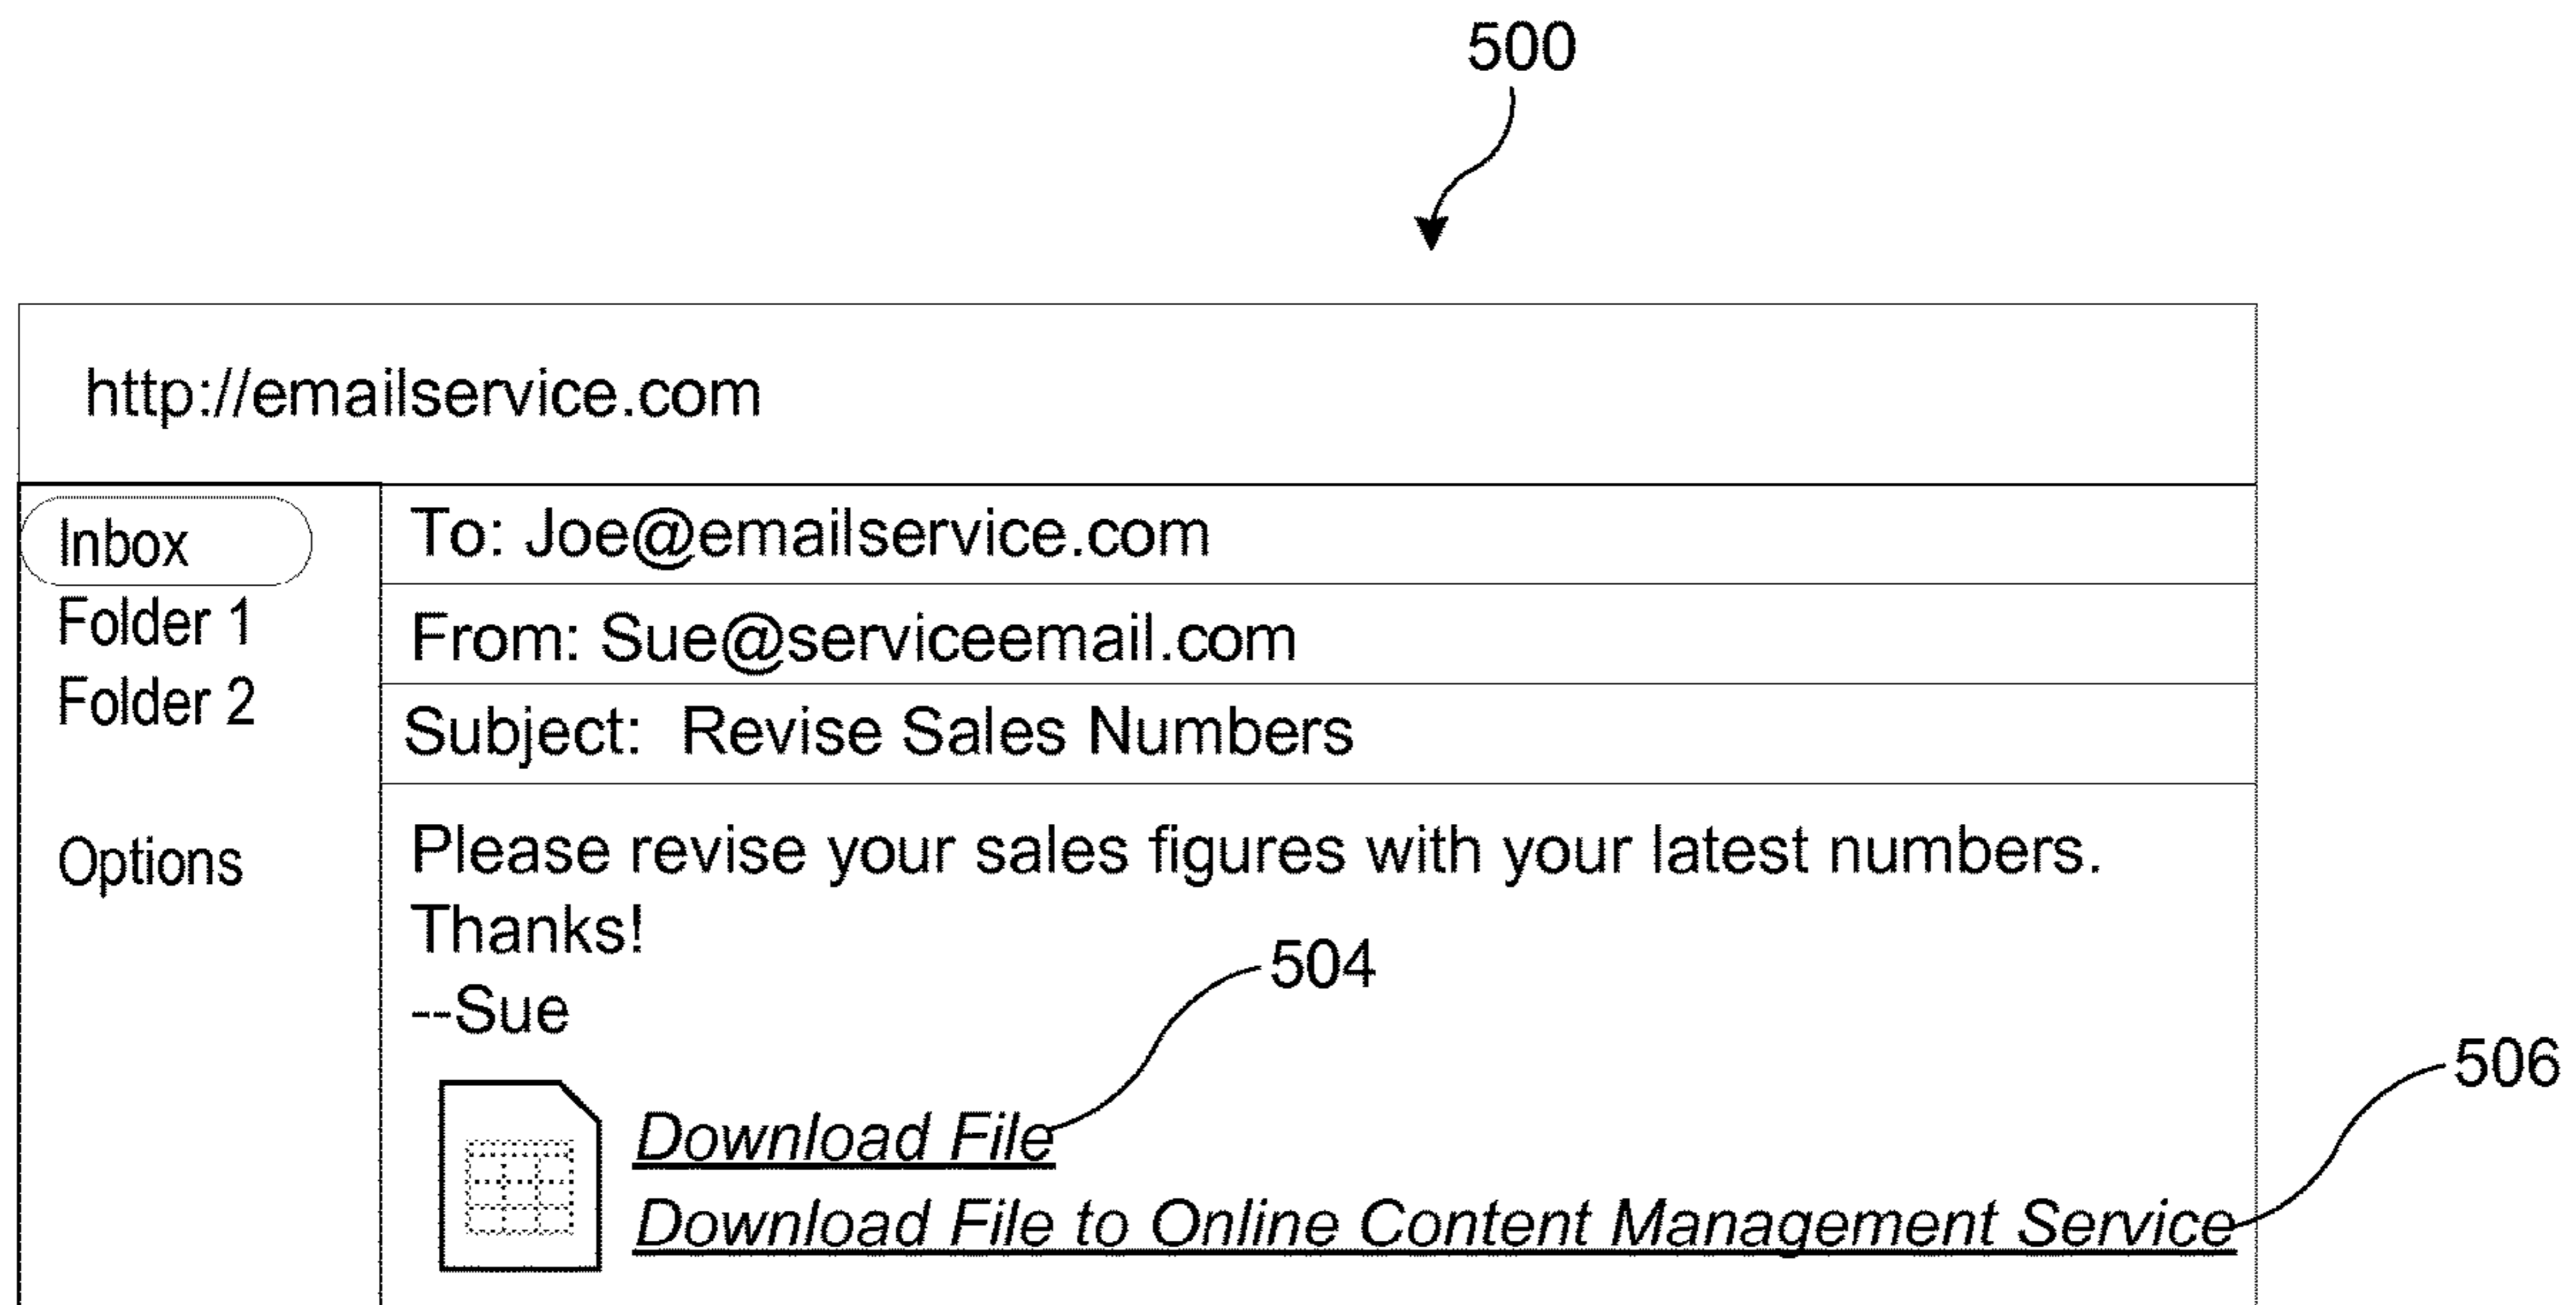 500
http://emailservice.com
Inbox
Folder 1
Folder 2
Options
To: Joe@emailservice.com
From: Sue@serviceemail.com
Subject: Revise Sales Numbers
Please revise your sales figures with your latest numbers.
Thanks!
--Sue
504
506
Download File
Download File to Online Content Management Service